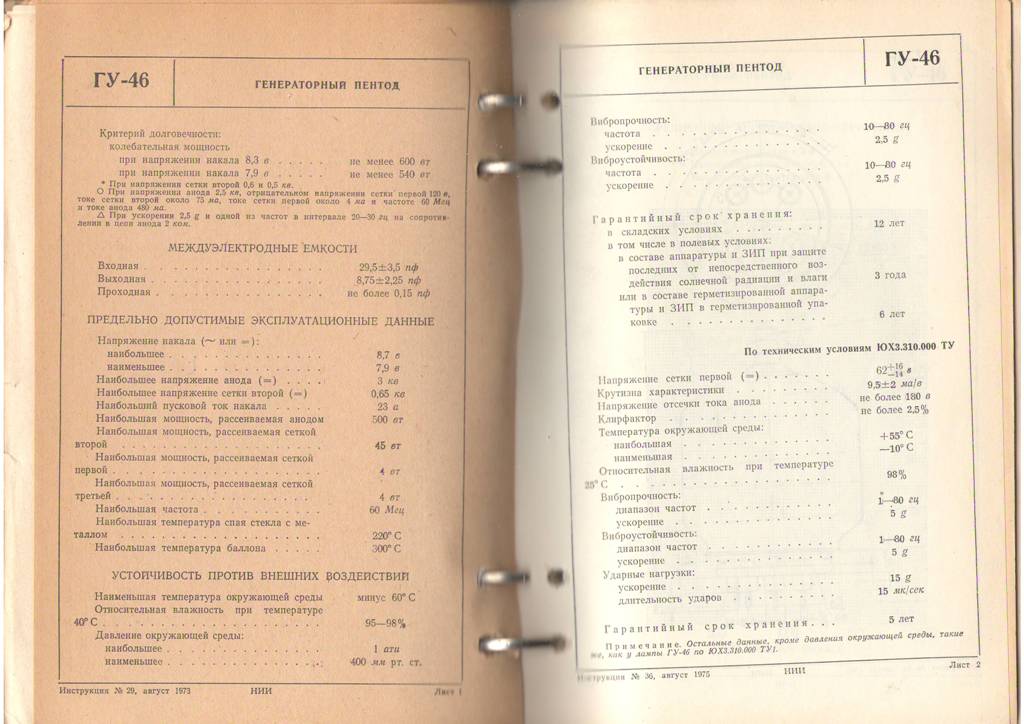 ГУ-46
ГЕНЕРАТОРНЫЙ ПЕНТОД
Критерий долговечности:
колебательная мощность
при напряжении накала 8,3 в . . . . . не менее 600 вт
при напряжении накала 7,9 в . . . . . не менее 540 вт
* При напряжении сетки второй 0,6 и 0,5 кв.
О При напряжении анода 2,5 кв, отрицательном напряжении сетки первой 120 в,
токе сетки второй около 75 ма, токе сетки первой около 4 ма и частоте 60 Мгц
и токе анода 480 ма.
△ При ускорении 2,5 g и одной из частот в интервале 20—30 гц на сопротив-
лении в цепи анода 2 ком.
МЕЖДУЭЛЕКТРОДНЫЕ ЕМКОСТИ
Входная . . . . . . . . . . . . . . . 29,5±3,5 пф
Выходная . . . . . . . . . . . . . . . 8,75±2,25 пф
Проходная . . . . . . . . . . . . . . . не более 0,15 пф
ПРЕДЕЛЬНО ДОПУСТИМЫЕ ЭКСПЛУАТАЦИОННЫЕ ДАННЫЕ
Напряжение накала (~ или =):
наибольшее . . . . . . . . . . . . . . 8,7 в
наименьшее . . . . . . . . . . . . . . 7,9 в
Наибольшее напряжение анода (=) . . . . 3 кв
Наибольшее напряжение сетки второй (=) 0,65 кв
Наибольший пусковой ток накала . . . . . 23 а
Наибольшая мощность, рассеиваемая анодом 500 вт
Наибольшая мощность, рассеиваемая сеткой
второй . . . . . . . . . . . . . . . . . 45 вт
Наибольшая мощность, рассеиваемая сеткой
первой . . . . . . . . . . . . . . . . . 4 вт
Наибольшая мощность, рассеиваемая сеткой
третьей . . . . . . . . . . . . . . . . . 4 вт
Наибольшая частота . . . . . . . . . . . 60 Мгц
Наибольшая температура спая стекла с ме-
таллом . . . . . . . . . . . . . . . . . 220° С
Наибольшая температура баллона . . . . . 300° С
УСТОЙЧИВОСТЬ ПРОТИВ ВНЕШНИХ ВОЗДЕЙСТВИЙ
Наименьшая температура окружающей среды минус 60° С
Относительная влажность при температуре
40° С . . . . . . . . . . . . . . . . . . 95—98%
Давление окружающей среды:
наибольшее . . . . . . . . . . . . . . 1 ати
наименьшее . . . . . . . . . . . . . . 400 мм рт. ст.
Инструкция № 29, август 1973 НИИ Лист 1
ГЕНЕРАТОРНЫЙ ПЕНТОД
ГУ-46
Вибропрочность:
частота . . . . . . . . . . . . . . . 10—80 гц
ускорение . . . . . . . . . . . . . . 2,5 g
Виброустойчивость:
частота . . . . . . . . . . . . . . . 10—80 гц
ускорение . . . . . . . . . . . . . . 2,5 g
Гарантийный срок хранения:
в складских условиях . . . . . . . . . 12 лет
в том числе в полевых условиях:
в составе аппаратуры и ЗИП при защите
последних от непосредственного воз-
действия солнечной радиации и влаги 3 года
или в составе герметизированной аппара-
туры и ЗИП в герметизированной упа-
ковке . . . . . . . . . . . . . . 6 лет
По техническим условиям ЮХ3.310.000 ТУ
Напряжение сетки первой (=) . . . . . . . 62+16−14 в
Крутизна характеристики . . . . . . . . . 9,5±2 ма/в
Напряжение отсечки тока анода . . . . . . не более 180 в
Клирфактор . . . . . . . . . . . . . . . не более 2,5%
Температура окружающей среды:
наибольшая . . . . . . . . . . . . . . +55° С
наименьшая . . . . . . . . . . . . . . —10° С
Относительная влажность при температуре
25° С . . . . . . . . . . . . . . . . . . 98%
Вибропрочность:
диапазон частот . . . . . . . . . . . 1—80 гц
ускорение . . . . . . . . . . . . . . 5 g
Виброустойчивость:
диапазон частот . . . . . . . . . . . 1—80 гц
ускорение . . . . . . . . . . . . . . 5 g
Ударные нагрузки:
ускорение . . . . . . . . . . . . . . 15 g
длительность ударов . . . . . . . . . 15 мк/сек
Гарантийный срок хранения . . . 5 лет
Примечание. Остальные данные, кроме давления окружающей среды, такие
же, как у лампы ГУ-46 по ЮХ3.310.000 ТУ1.
Инструкция № 36, август 1975 НИИ Лист 2